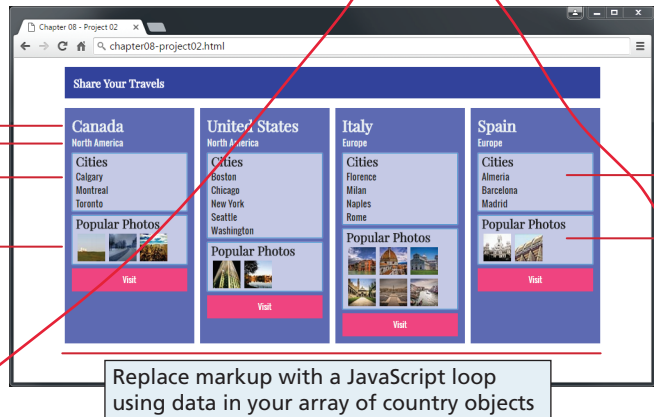 Chapter 08 - Project 02
chapter08-project02.html
Share Your Travels
Canada
North America
Cities
Calgary
Montreal
Toronto
Popular Photos
Visit
United States
North America
Cities
Boston
Chicago
New York
Seattle
Washington
Popular Photos
Visit
Italy
Europe
Cities
Florence
Milan
Naples
Rome
Popular Photos
Visit
Spain
Europe
Cities
Almeria
Barcelona
Madrid
Popular Photos
Visit
Replace markup with a JavaScript loop
using data in your array of country objects